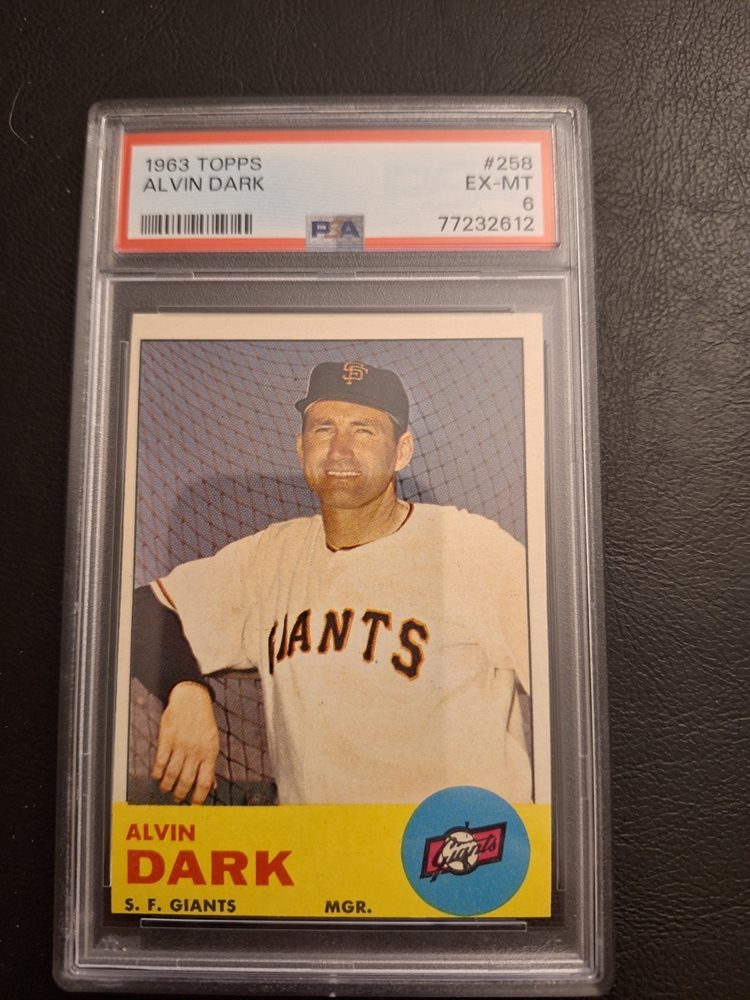 1963 TOPPS #258
ALVIN DARK EX-MT
6
PSA 77232612
SF
GIANTS
ALVIN
DARK
Giants
S. F. GIANTS MGR.